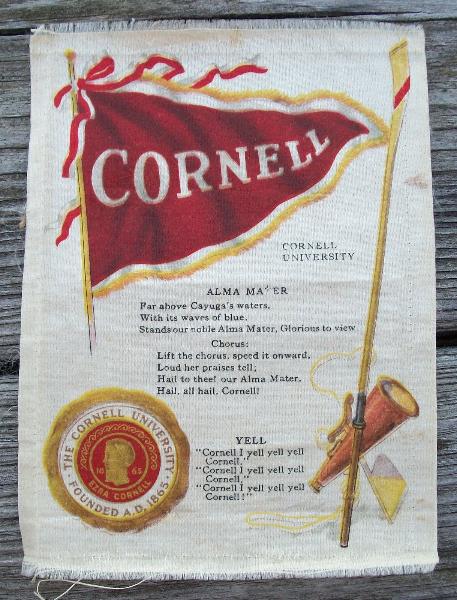 CORNELL
CORNELL
UNIVERSITY
ALMA MATER
Far above Cayuga's waters,
With its waves of blue,
Stands our noble Alma Mater, Glorious to view
Chorus:
Lift the chorus, speed it onward,
Loud her praises tell;
Hail to thee! our Alma Mater,
Hail, all hail, Cornell!
YELL
"Cornell I yell yell yell
Cornell,"
"Cornell I yell yell yell
Cornell,"
"Cornell I yell yell yell
Cornell!"
THE CORNELL UNIVERSITY
FOUNDED A.D. 1865
1865
EZRA CORNELL